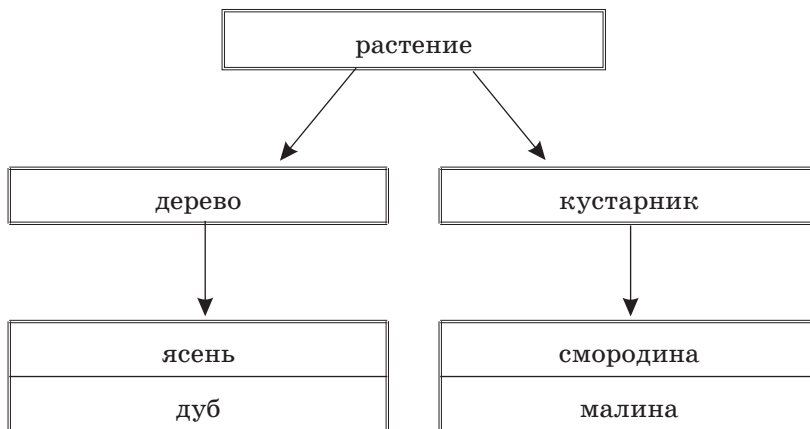 растение
дерево кустарник
ясень смородина
дуб малина